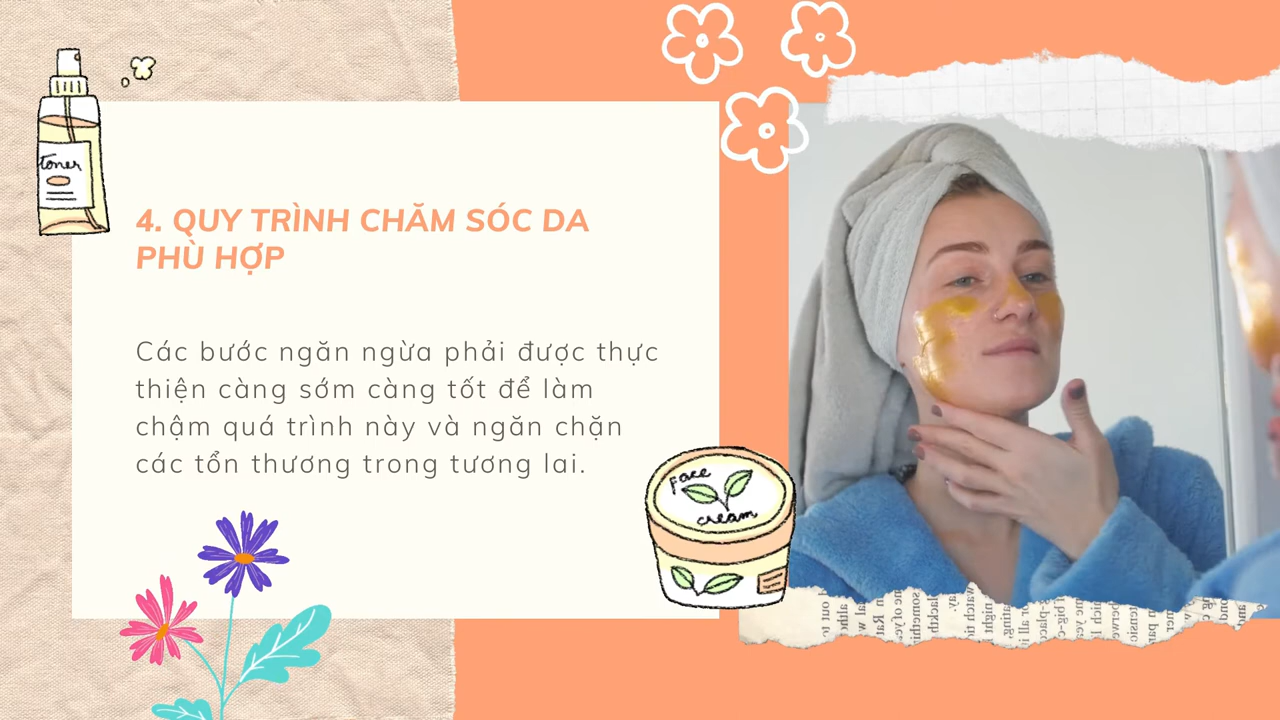 toner
4. QUY TRÌNH CHĂM SÓC DA
PHÙ HỢP
Các bước ngăn ngừa phải được thực
thiện càng sớm càng tốt để làm
chậm quá trình này và ngăn chặn
các tổn thương trong tương lai.
face
cream